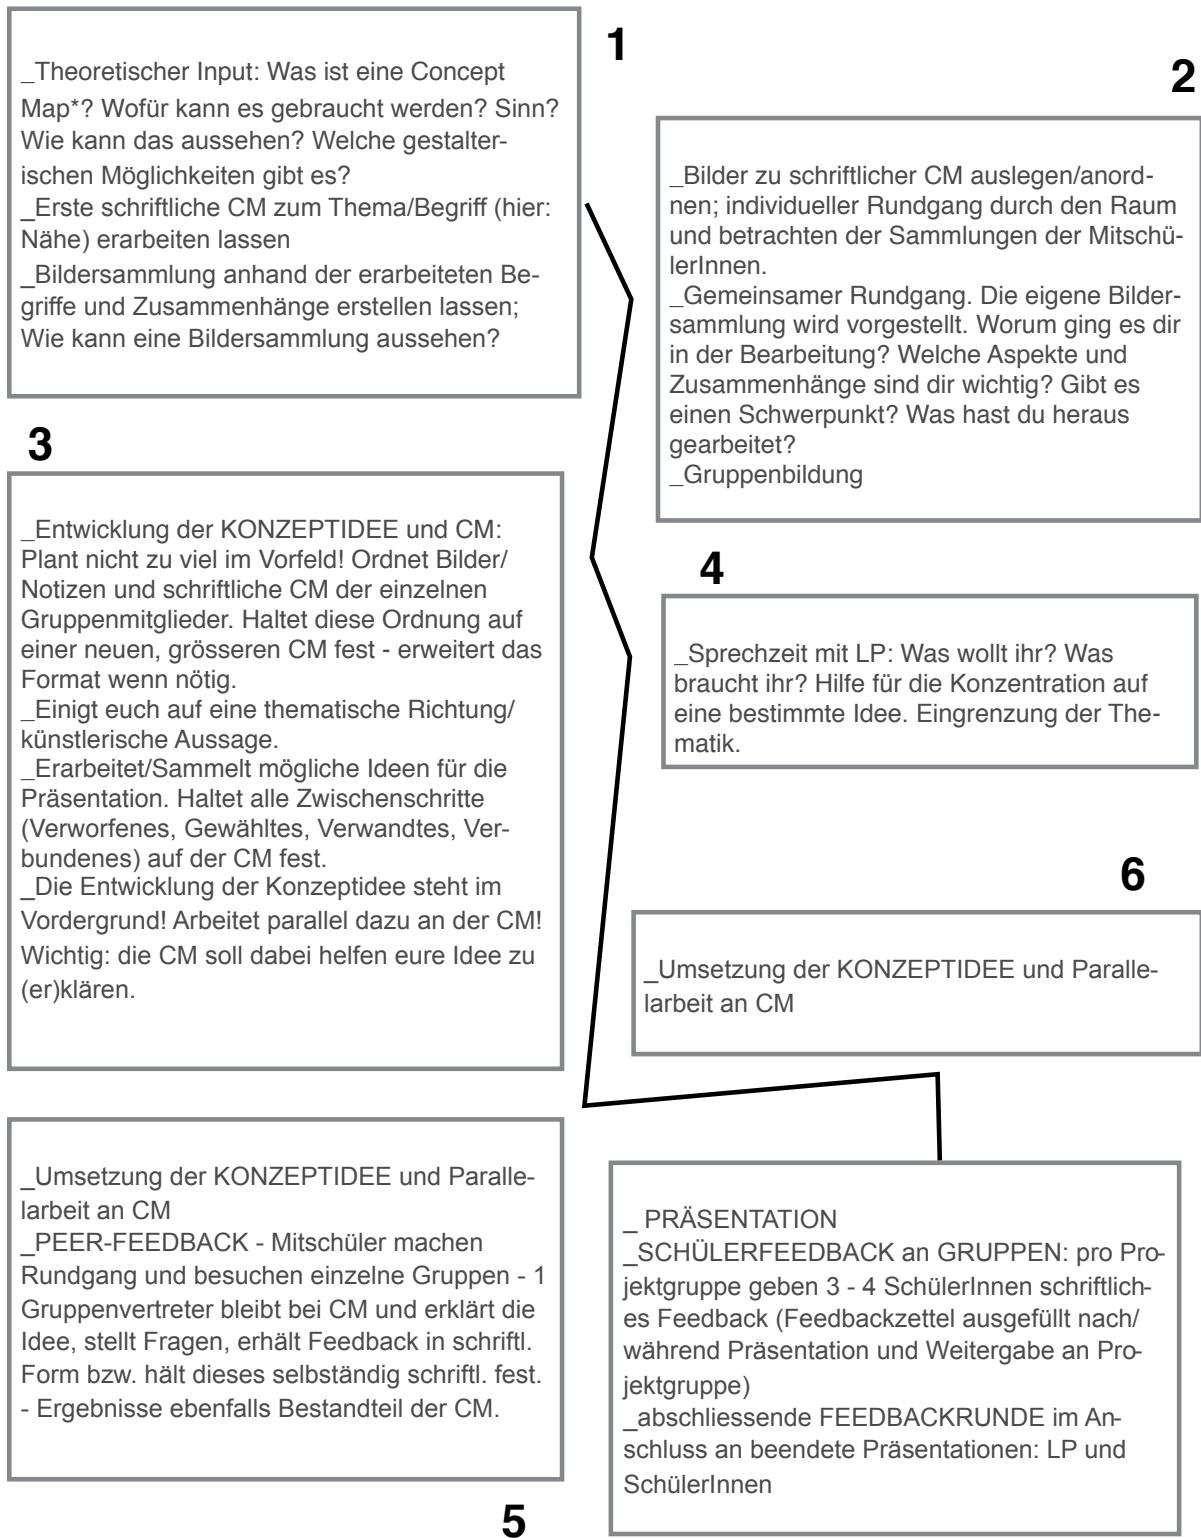 1
_Theoretischer Input: Was ist eine Concept
Map*? Wofür kann es gebraucht werden? Sinn?
Wie kann das aussehen? Welche gestalter-
ischen Möglichkeiten gibt es?
_Erste schriftliche CM zum Thema/Begriff (hier:
Nähe) erarbeiten lassen
_Bildersammlung anhand der erarbeiteten Be-
griffe und Zusammenhänge erstellen lassen;
Wie kann eine Bildersammlung aussehen?
2
_Bilder zu schriftlicher CM auslegen/anord-
nen; individueller Rundgang durch den Raum
und betrachten der Sammlungen der Mitschü-
lerInnen.
_Gemeinsamer Rundgang. Die eigene Bilder-
sammlung wird vorgestellt. Worum ging es dir
in der Bearbeitung? Welche Aspekte und
Zusammenhänge sind dir wichtig? Gibt es
einen Schwerpunkt? Was hast du heraus
gearbeitet?
_Gruppenbildung
3
_Entwicklung der KONZEPTIDEE und CM:
Plant nicht zu viel im Vorfeld! Ordnet Bilder/
Notizen und schriftliche CM der einzelnen
Gruppenmitglieder. Haltet diese Ordnung auf
einer neuen, grösseren CM fest - erweitert das
Format wenn nötig.
_Einigt euch auf eine thematische Richtung/
künstlerische Aussage.
_Erarbeitet/Sammelt mögliche Ideen für die
Präsentation. Haltet alle Zwischenschritte
(Verworfenes, Gewähltes, Verwandtes, Ver-
bundenes) auf der CM fest.
_Die Entwicklung der Konzeptidee steht im
Vordergrund! Arbeitet parallel dazu an der CM!
Wichtig: die CM soll dabei helfen eure Idee zu
(er)klären.
4
_Sprechzeit mit LP: Was wollt ihr? Was
braucht ihr? Hilfe für die Konzentration auf
eine bestimmte Idee. Eingrenzung der The-
matik.
5
_Umsetzung der KONZEPTIDEE und Paralle-
larbeit an CM
_PEER-FEEDBACK - Mitschüler machen
Rundgang und besuchen einzelne Gruppen - 1
Gruppenvertreter bleibt bei CM und erklärt die
Idee, stellt Fragen, erhält Feedback in schriftl.
Form bzw. hält dieses selbständig schriftl. fest.
- Ergebnisse ebenfalls Bestandteil der CM.
6
_Umsetzung der KONZEPTIDEE und Paralle-
larbeit an CM
_ PRÄSENTATION
_SCHÜLERFEEDBACK an GRUPPEN: pro Pro-
jektgruppe geben 3 - 4 SchülerInnen schriftlich-
es Feedback (Feedbackzettel ausgefüllt nach/
während Präsentation und Weitergabe an Pro-
jektgruppe)
_abschliessende FEEDBACKRUNDE im An-
schluss an beendete Präsentationen: LP und
SchülerInnen